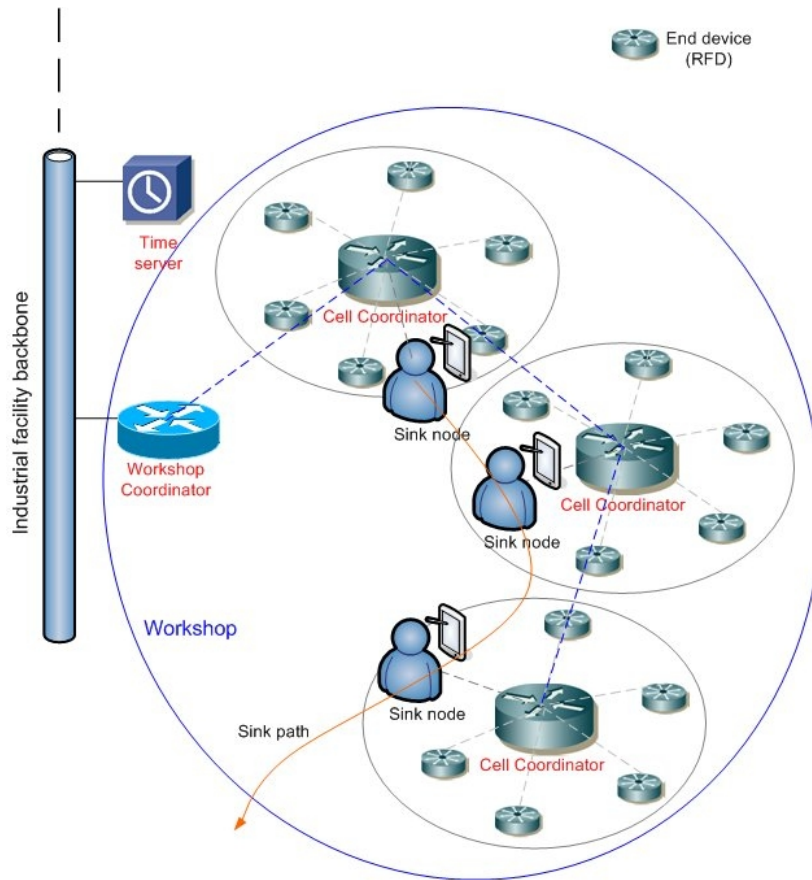 End device
(RFD)
Time
server
Cell Coordinator
Industrial facility backbone
Sink node
Workshop
Coordinator
Cell Coordinator
Sink node
Workshop
Sink node
Sink path
Cell Coordinator